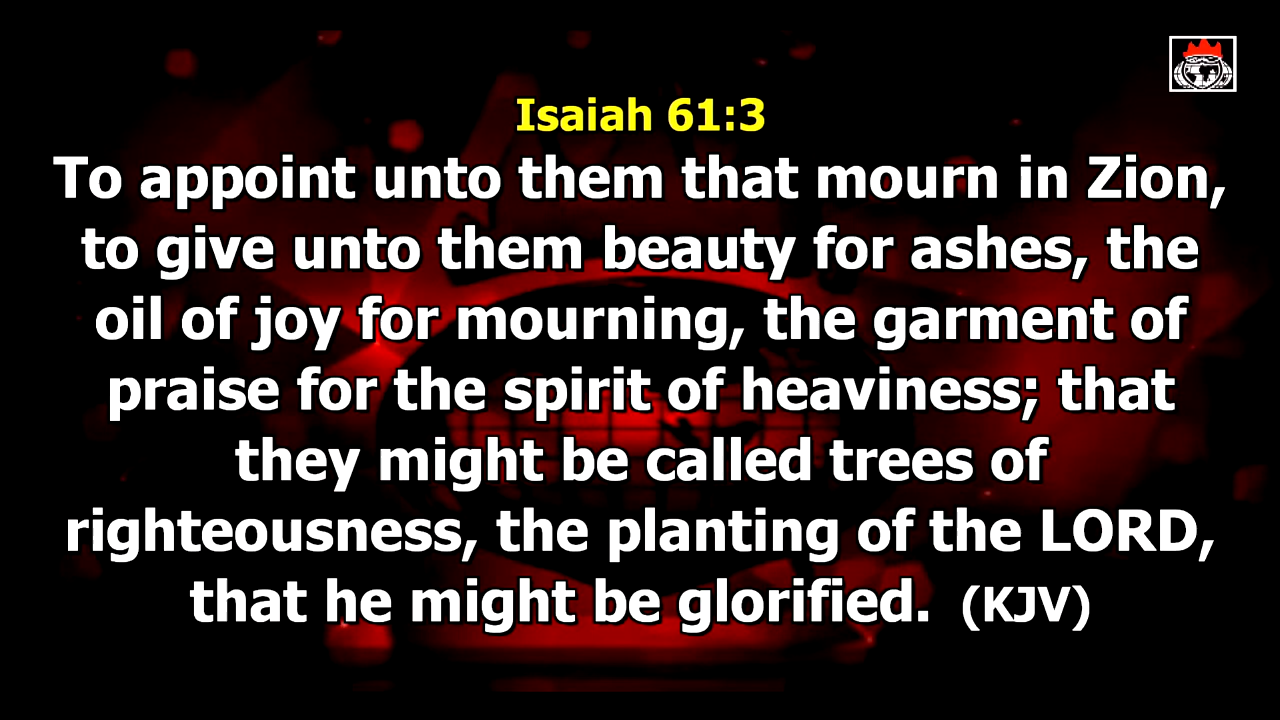 Isaiah 61:3
To appoint unto them that mourn in Zion,
to give unto them beauty for ashes, the
oil of joy for mourning, the garment of
praise for the spirit of heaviness; that
they might be called trees of
righteousness, the planting of the LORD,
that he might be glorified. (KJV)